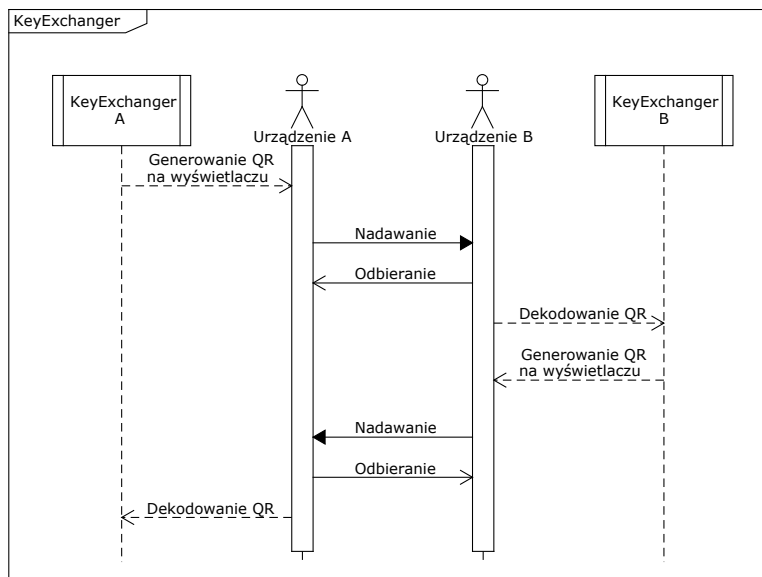 KeyExchanger
KeyExchanger
A
Urządzenie A
Urządzenie B
KeyExchanger
B
Generowanie QR
na wyświetlaczu
Nadawanie
Odbieranie
Dekodowanie QR
Generowanie QR
na wyświetlaczu
Nadawanie
Odbieranie
Dekodowanie QR